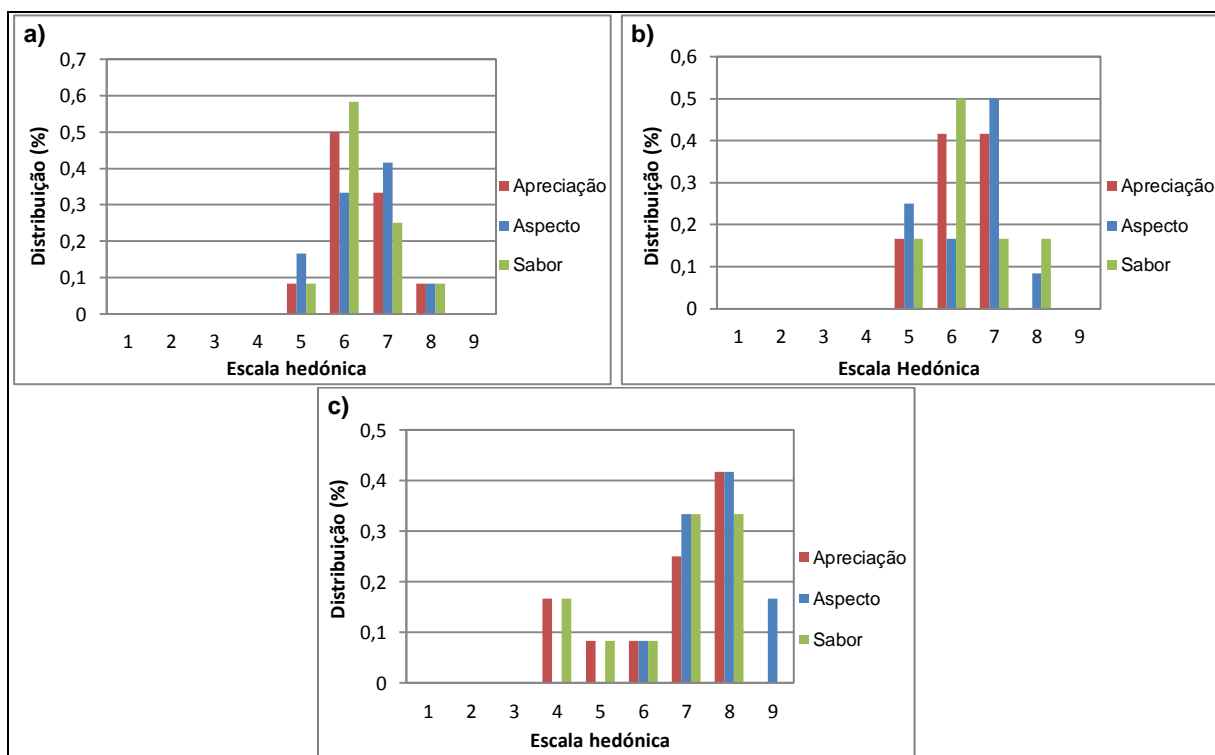 a)
Distribuição (%)
0,7
0,6
0,5
0,4
0,3
0,2
0,1
0
1 2 3 4 5 6 7 8 9
Escala hedónica
Apreciação
Aspecto
Sabor
b)
Distribuição (%)
0,6
0,5
0,4
0,3
0,2
0,1
0
1 2 3 4 5 6 7 8 9
Escala Hedónica
Apreciação
Aspecto
Sabor
c)
Distribuição (%)
0,5
0,4
0,3
0,2
0,1
0
1 2 3 4 5 6 7 8 9
Escala hedónica
Apreciação
Aspecto
Sabor